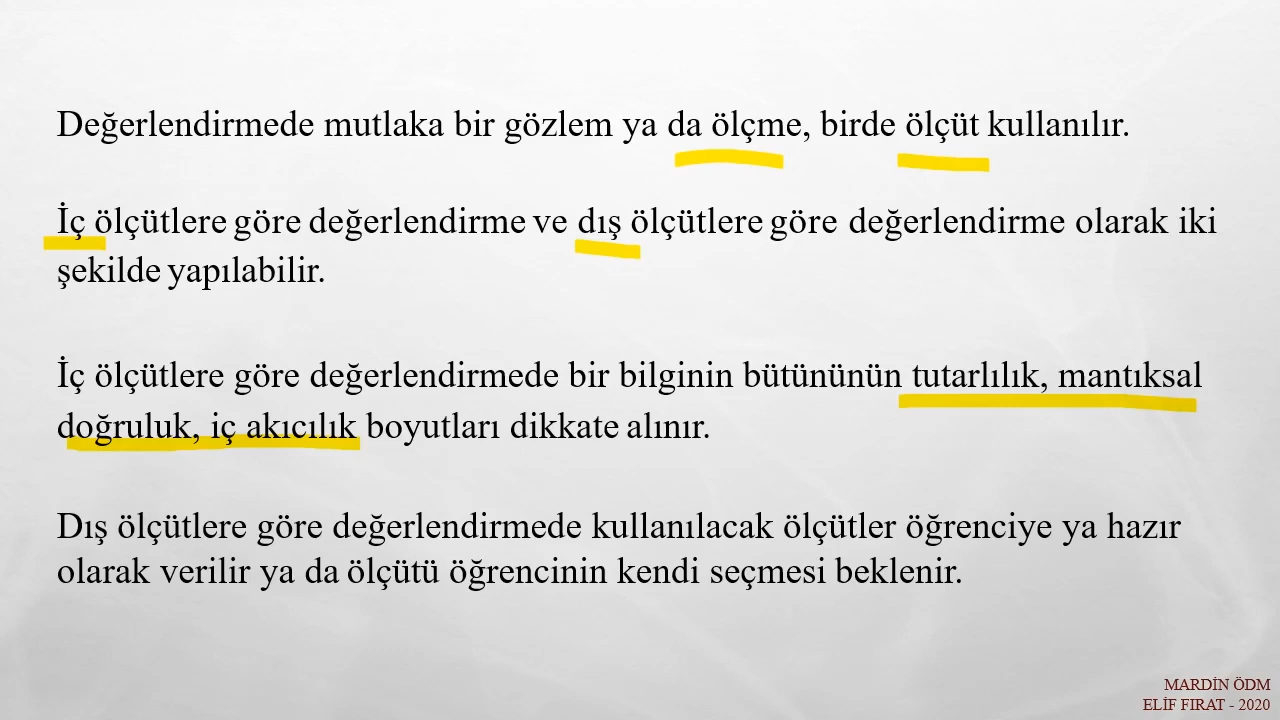 Değerlendirmede mutlaka bir gözlem ya da ölçme, birde ölçüt kullanılır.
İç ölçütlere göre değerlendirme ve dış ölçütlere göre değerlendirme olarak iki
şekilde yapılabilir.
İç ölçütlere göre değerlendirmede bir bilginin bütününün tutarlılık, mantıksal
doğruluk, iç akıcılık boyutları dikkate alınır.
Dış ölçütlere göre değerlendirmede kullanılacak ölçütler öğrenciye ya hazır
olarak verilir ya da ölçütü öğrencinin kendi seçmesi beklenir.
MARDİN ÖDM
ELİF FIRAT - 2020